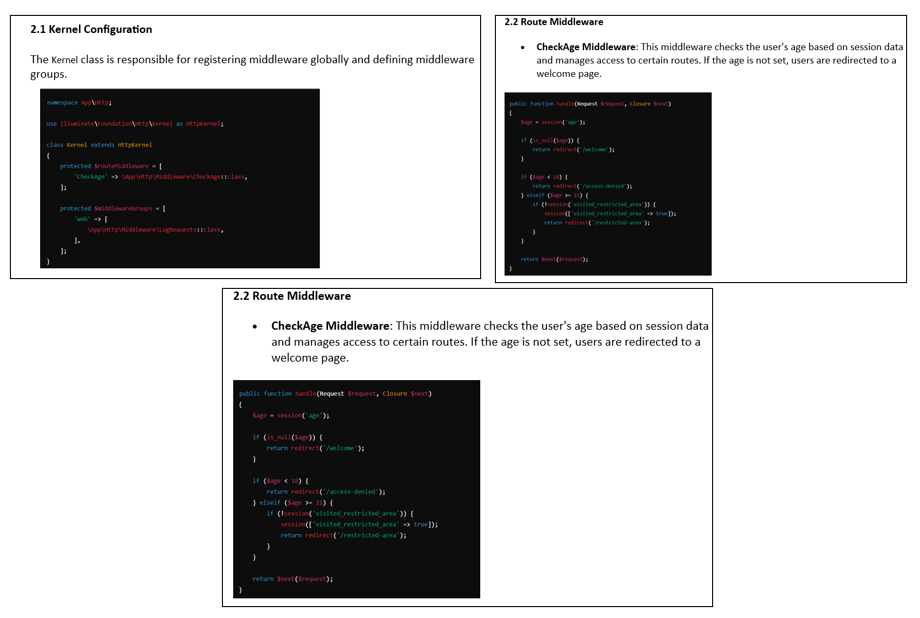 2.1 Kernel Configuration
The Kernel class is responsible for registering middleware globally and defining middleware
groups.
namespace App\Http;
use Illuminate\Foundation\Http\Kernel as HttpKernel;
class Kernel extends HttpKernel
{
protected $routeMiddleware = [
'CheckAge' => \App\Http\Middleware\CheckAge::class,
];
protected $middlewareGroups = [
'web' => [
\App\Http\Middleware\LogRequests::class,
],
];
}
2.2 Route Middleware
• CheckAge Middleware: This middleware checks the user's age based on session data
and manages access to certain routes. If the age is not set, users are redirected to a
welcome page.
public function handle(Request $request, Closure $next)
{
$age = session('age');
if (is_null($age)) {
return redirect('/welcome');
}
if ($age < 18) {
return redirect('/access-denied');
} elseif ($age >= 21) {
if (!session('visited_restricted_area')) {
session(['visited_restricted_area' => true]);
return redirect('/restricted-area');
}
}
return $next($request);
}
2.2 Route Middleware
• CheckAge Middleware: This middleware checks the user's age based on session data
and manages access to certain routes. If the age is not set, users are redirected to a
welcome page.
public function handle(Request $request, Closure $next)
{
$age = session('age');
if (is_null($age)) {
return redirect('/welcome');
}
if ($age < 18) {
return redirect('/access-denied');
} elseif ($age >= 21) {
if (!session('visited_restricted_area')) {
session(['visited_restricted_area' => true]);
return redirect('/restricted-area');
}
}
return $next($request);
}